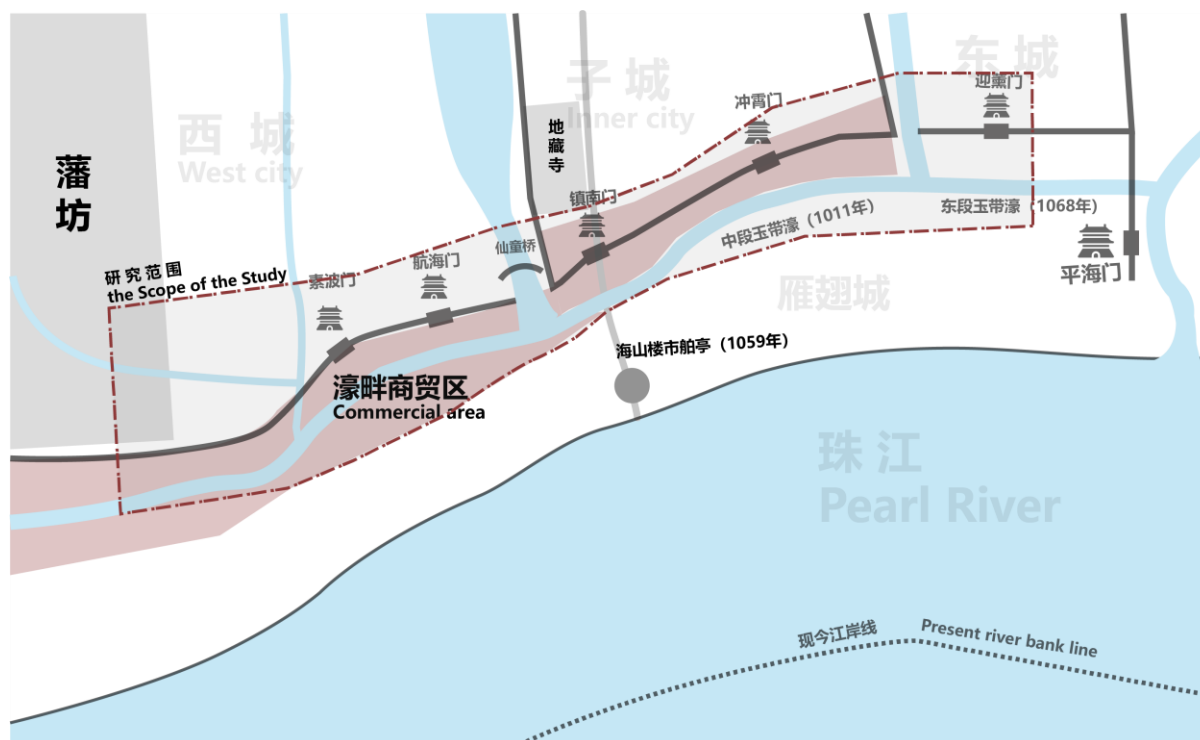 东 城
子 城
Inner city
迎熏门
冲霄门
西 城
West city
地藏寺
藩坊
镇南门
中段玉带濠（1011年）
东段玉带濠（1068年）
仙童桥
航海门
素波门
研 究 范 围
the Scope of the Study
平海门
雁翅城
海山楼市舶亭（1059年）
濠畔商贸区
Commercial area
珠 江
Pearl River
现今江岸线
Present river bank line